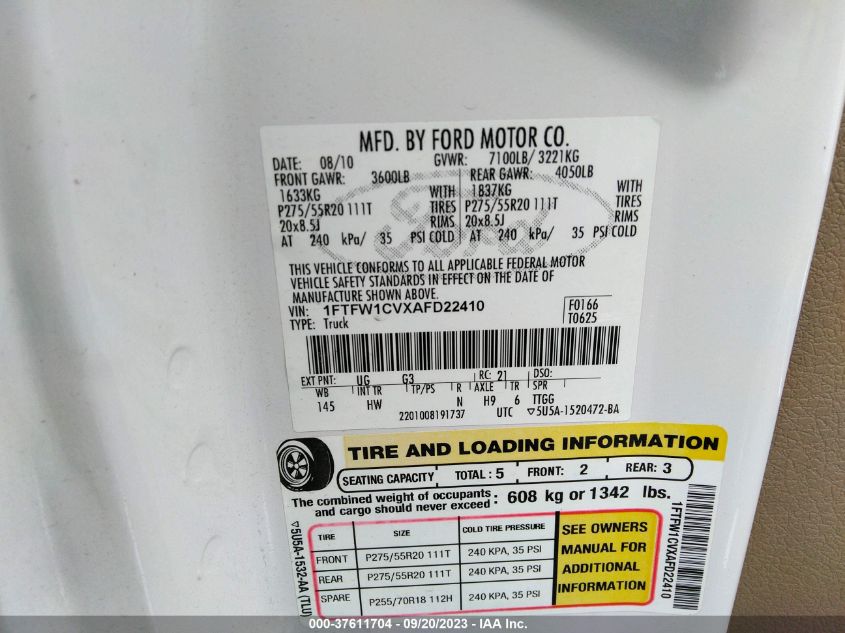 MFD. BY FORD MOTOR CO.
DATE: 08/10 GVWR: 7100LB/ 3221KG
FRONT GAWR: 3600LB REAR GAWR: 4050LB
1633KG WITH 1837KG WITH
P275/55R20 111T TIRES P275/55R20 111T TIRES
20x8.5J RIMS 20x8.5J RIMS
AT 240 kPa/ 35 PSI COLD AT 240 kPa/ 35 PSI COLD
Ford
THIS VEHICLE CONFORMS TO ALL APPLICABLE FEDERAL MOTOR
VEHICLE SAFETY STANDARDS IN EFFECT ON THE DATE OF
MANUFACTURE SHOWN ABOVE.
VIN: 1FTFW1CVXAFD22410 F0166
TYPE: Truck T0625
EXT PNT: UG G3 RC: 21 DSO:
WB INT TR TP/PS R AXLE TR SPR
145 HW N H9 6 TTGG
2201008191737 UTC ▽5U5A-1520472-BA
TIRE AND LOADING INFORMATION
SEATING CAPACITY TOTAL : 5 FRONT: 2 REAR: 3
The combined weight of occupants
and cargo should never exceed : 608 kg or 1342 lbs.
TIRE SIZE COLD TIRE PRESSURE
FRONT P275/55R20 111T 240 KPA, 35 PSI
REAR P275/55R20 111T 240 KPA, 35 PSI
SPARE P255/70R18 112H 240 KPA, 35 PSI
SEE OWNERS
MANUAL FOR
ADDITIONAL
INFORMATION
▽5U5A-1532-AA (TLU)
1FTFW1CVXAFD22410
000-37611704 - 09/20/2023 - IAA Inc.